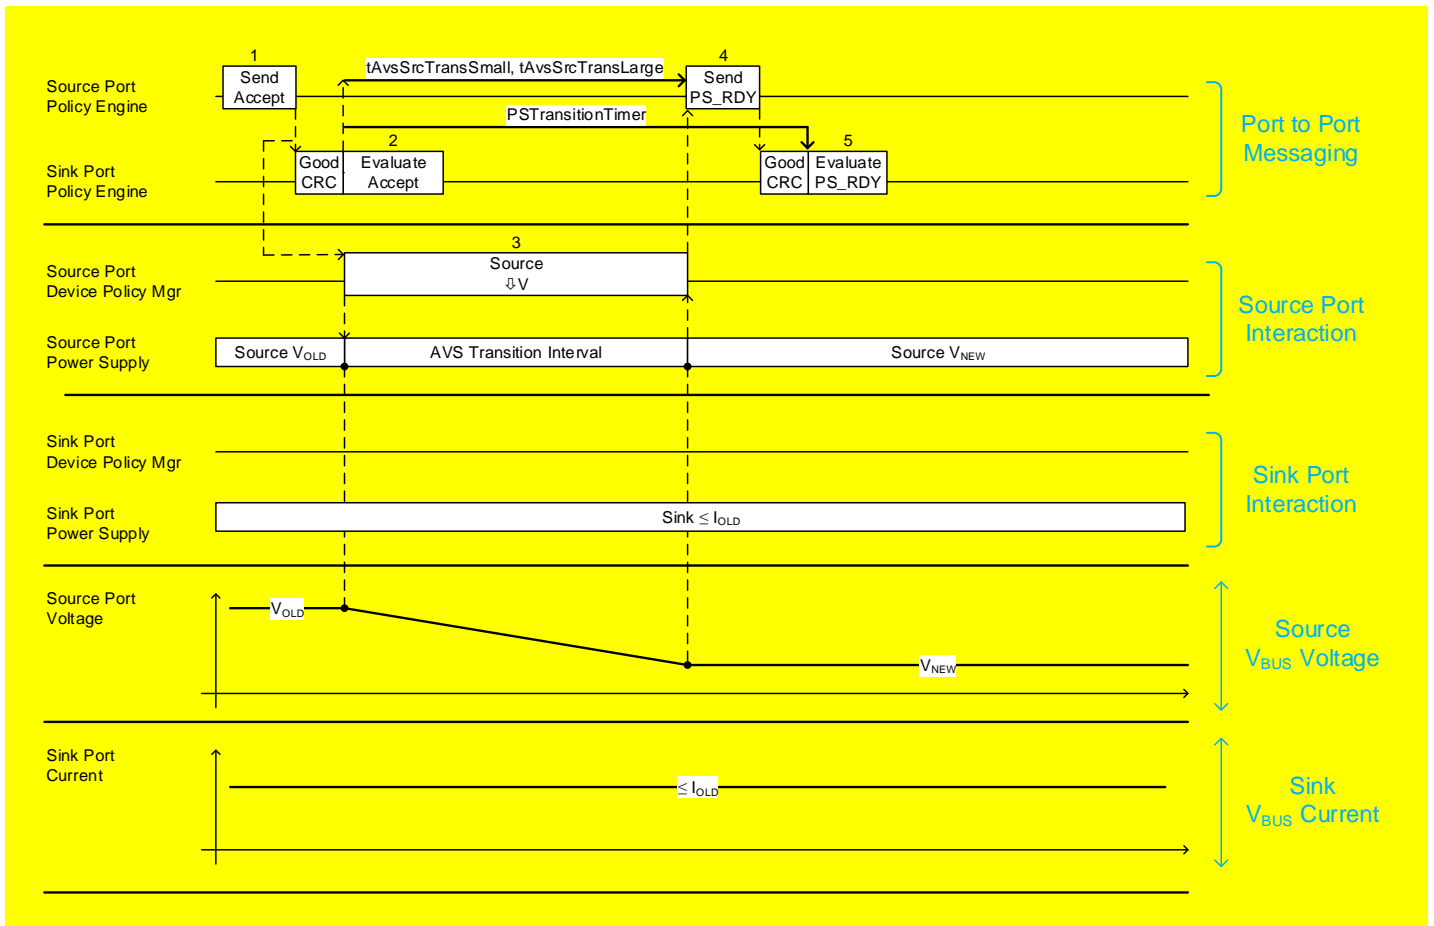 1
4
Source Port
Policy Engine
Send
Accept
tAvsSrcTransSmall, tAvsSrcTransLarge
Send
PS_RDY
PSTransitionTimer
Port to Port
Messaging
2
5
Sink Port
Policy Engine
Good
CRC
Evaluate
Accept
Good
CRC
Evaluate
PS_RDY
3
Source Port
Device Policy Mgr
Source
⇩V
Source Port
Interaction
Source Port
Power Supply
Source VOLD
AVS Transition Interval
Source VNEW
Sink Port
Device Policy Mgr
Sink Port
Interaction
Sink Port
Power Supply
Sink ≤ IOLD
Source Port
Voltage
VOLD
VNEW
Source
VBUS Voltage
Sink Port
Current
≤ IOLD
Sink
VBUS Current